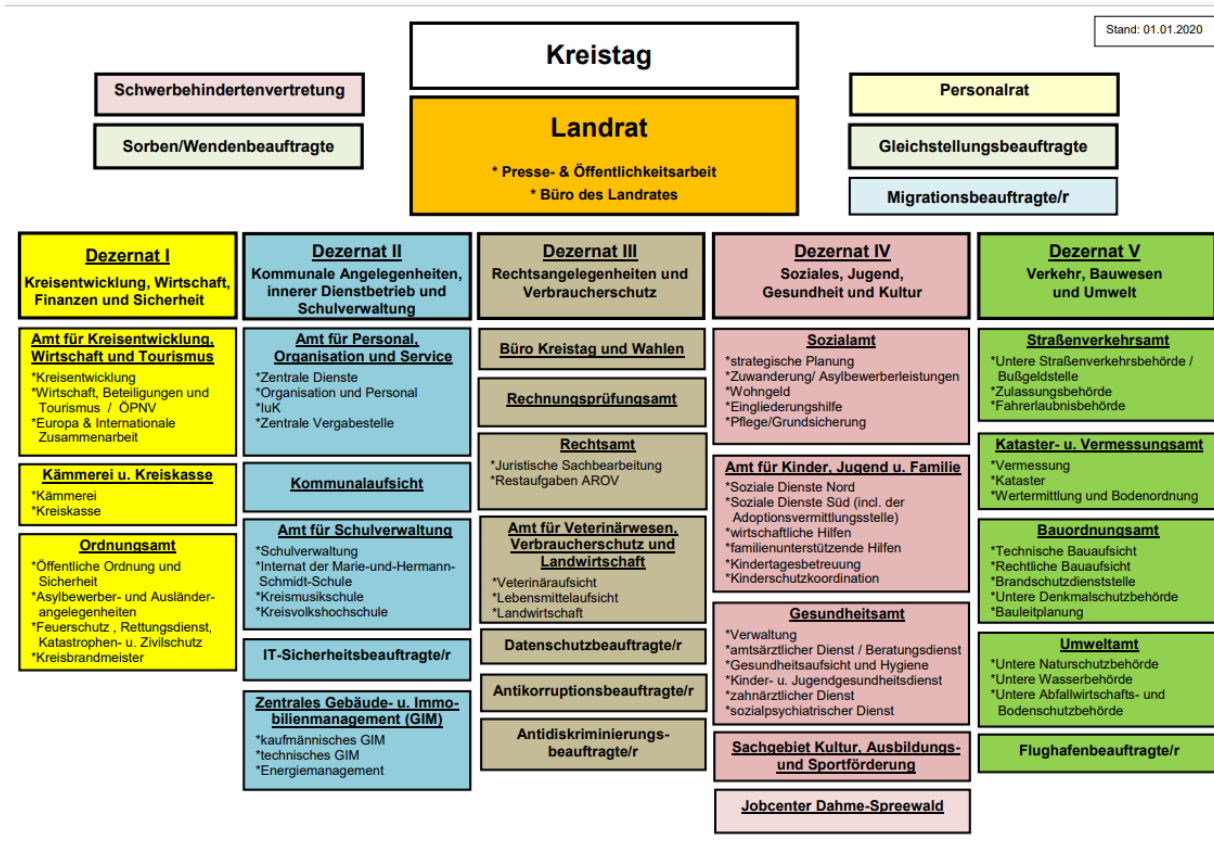 Stand: 01.01.2020
Kreistag
Schwerbehindertenvertretung
Sorben/Wendenbeauftragte
Landrat
* Presse- & Öffentlichkeitsarbeit
* Büro des Landrates
Personalrat
Gleichstellungsbeauftragte
Migrationsbeauftragte/r
Dezernat I
Kreisentwicklung, Wirtschaft,
Finanzen und Sicherheit
Amt für Kreisentwicklung,
Wirtschaft und Tourismus
*Kreisentwicklung
*Wirtschaft, Beteiligungen und
Tourismus / ÖPNV
*Europa & Internationale
Zusammenarbeit
Kämmerei u. Kreiskasse
*Kämmerei
*Kreiskasse
Ordnungsamt
*Öffentliche Ordnung und
Sicherheit
*Asylbewerber- und Ausländer-
angelegenheiten
*Feuerschutz , Rettungsdienst,
Katastrophen- u. Zivilschutz
*Kreisbrandmeister
Dezernat II
Kommunale Angelegenheiten,
innerer Dienstbetrieb und
Schulverwaltung
Amt für Personal,
Organisation und Service
*Zentrale Dienste
*Organisation und Personal
*IuK
*Zentrale Vergabestelle
Kommunalaufsicht
Amt für Schulverwaltung
*Schulverwaltung
*Internat der Marie-und-Hermann-
Schmidt-Schule
*Kreismusikschule
*Kreisvolkshochschule
IT-Sicherheitsbeauftragte/r
Zentrales Gebäude- u. Immo-
bilienmanagement (GIM)
*kaufmännisches GIM
*technisches GIM
*Energiemanagement
Dezernat III
Rechtsangelegenheiten und
Verbraucherschutz
Büro Kreistag und Wahlen
Rechnungsprüfungsamt
Rechtsamt
*Juristische Sachbearbeitung
*Restaufgaben AROV
Amt für Veterinärwesen,
Verbraucherschutz und
Landwirtschaft
*Veterinäraufsicht
*Lebensmittelaufsicht
*Landwirtschaft
Datenschutzbeauftragte/r
Antikorruptionsbeauftragte/r
Antidiskriminierungs-
beauftragte/r
Dezernat IV
Soziales, Jugend,
Gesundheit und Kultur
Sozialamt
*strategische Planung
*Zuwanderung/ Asylbewerberleistungen
*Wohngeld
*Eingliederungshilfe
*Pflege/Grundsicherung
Amt für Kinder, Jugend u. Familie
*Soziale Dienste Nord
*Soziale Dienste Süd (incl. der
Adoptionsvermittlungsstelle)
*wirtschaftliche Hilfen
*familienunterstützende Hilfen
*Kindertagesbetreuung
*Kinderschutzkoordination
Gesundheitsamt
*Verwaltung
*amtsärztlicher Dienst / Beratungsdienst
*Gesundheitsaufsicht und Hygiene
*Kinder- u. Jugendgesundheitsdienst
*zahnärztlicher Dienst
*sozialpsychiatrischer Dienst
Sachgebiet Kultur, Ausbildungs-
und Sportförderung
Jobcenter Dahme-Spreewald
Dezernat V
Verkehr, Bauwesen
und Umwelt
Straßenverkehrsamt
*Untere Straßenverkehrsbehörde /
Bußgeldstelle
*Zulassungsbehörde
*Fahrerlaubnisbehörde
Kataster- u. Vermessungsamt
*Vermessung
*Kataster
*Wertermittlung und Bodenordnung
Bauordnungsamt
*Technische Bauaufsicht
*Rechtliche Bauaufsicht
*Brandschutzdienststelle
*Untere Denkmalschutzbehörde
*Bauleitplanung
Umweltamt
*Untere Naturschutzbehörde
*Untere Wasserbehörde
*Untere Abfallwirtschafts- und
Bodenschutzbehörde
Flughafenbeauftragte/r